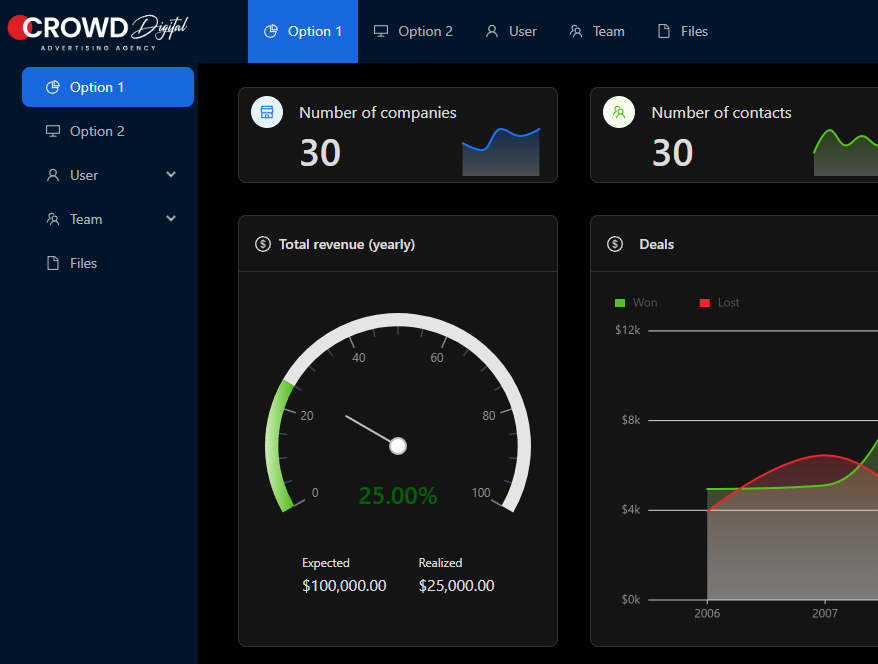 CROWD Digital
ADVERTISING AGENCY
Option 1
Option 2
User
Team
Files
Option 1
Option 2
User
Team
Files
Number of companies
30
Number of contacts
30
$ Total revenue (yearly)
0
20
40
60
80
100
25.00%
Expected
$100,000.00
Realized
$25,000.00
$ Deals
Won
Lost
$12k
$8k
$4k
$0k
2006
2007